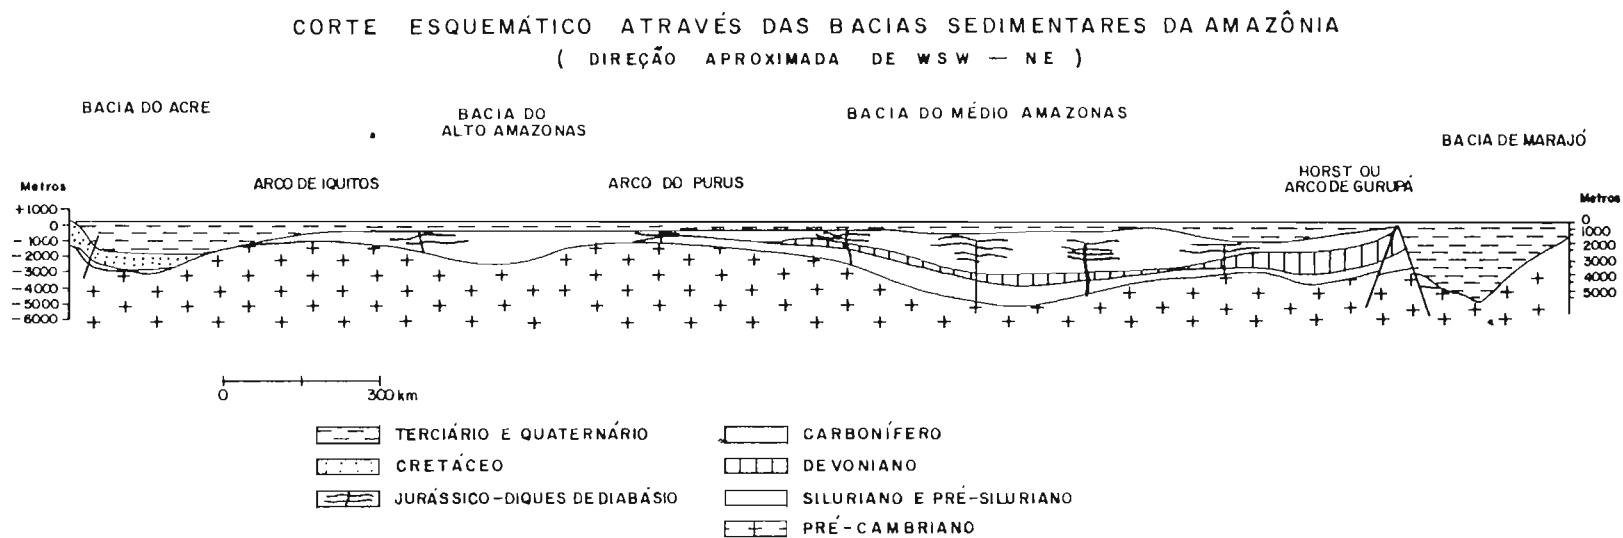 CORTE ESQUEMÁTICO ATRAVÉS DAS BACIAS SEDIMENTARES DA AMAZÔNIA
( DIREÇÃO APROXIMADA DE WSW — NE )
BACIA DO ACRE
BACIA DO
ALTO AMAZONAS
BACIA DO MÉDIO AMAZONAS
BACIA DE MARAJÓ
ARCO DE IQUITOS
ARCO DO PURUS
HORST OU
ARCO DE GURUPÁ
Metros
+1000
0
-1000
-2000
-3000
-4000
-5000
-6000
Metros
0
1000
2000
3000
4000
5000
0 300 km
TERCIÁRIO E QUATERNÁRIO
CRETÁCEO
JURÁSSICO-DIQUES DE DIABÁSIO
CARBONÍFERO
DEVONIANO
SILURIANO E PRÉ-SILURIANO
PRÉ-CAMBRIANO